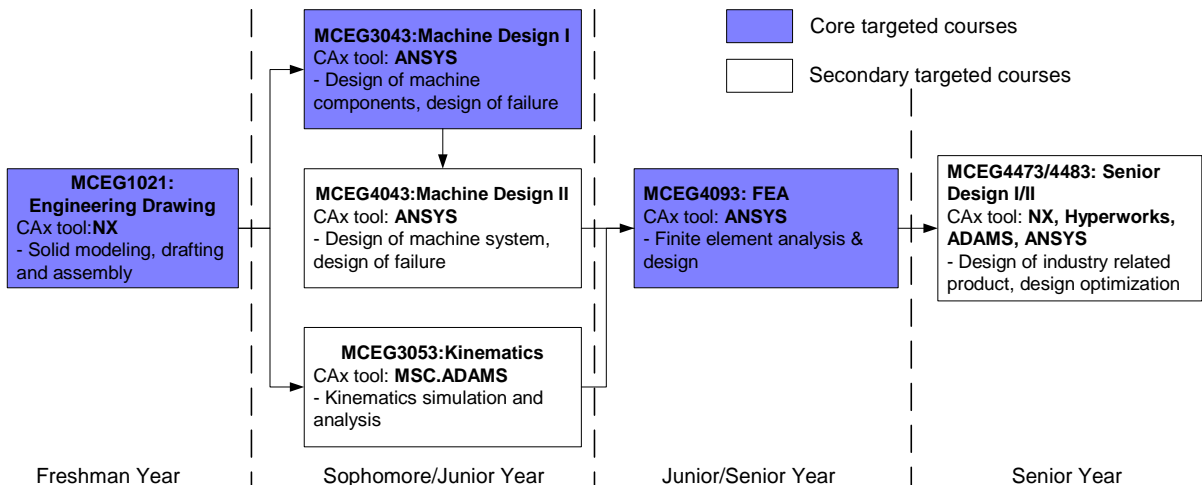 MCEG3043:Machine Design I
CAx tool: ANSYS
- Design of machine
components, design of failure
Core targeted courses
Secondary targeted courses
MCEG1021:
Engineering Drawing
CAx tool:NX
- Solid modeling, drafting
and assembly
MCEG4043:Machine Design II
CAx tool: ANSYS
- Design of machine system,
design of failure
MCEG4093: FEA
CAx tool: ANSYS
- Finite element analysis &
design
MCEG4473/4483: Senior
Design I/II
CAx tool: NX, Hyperworks,
ADAMS, ANSYS
- Design of industry related
product, design optimization
MCEG3053:Kinematics
CAx tool: MSC.ADAMS
- Kinematics simulation and
analysis
Freshman Year
Sophomore/Junior Year
Junior/Senior Year
Senior Year